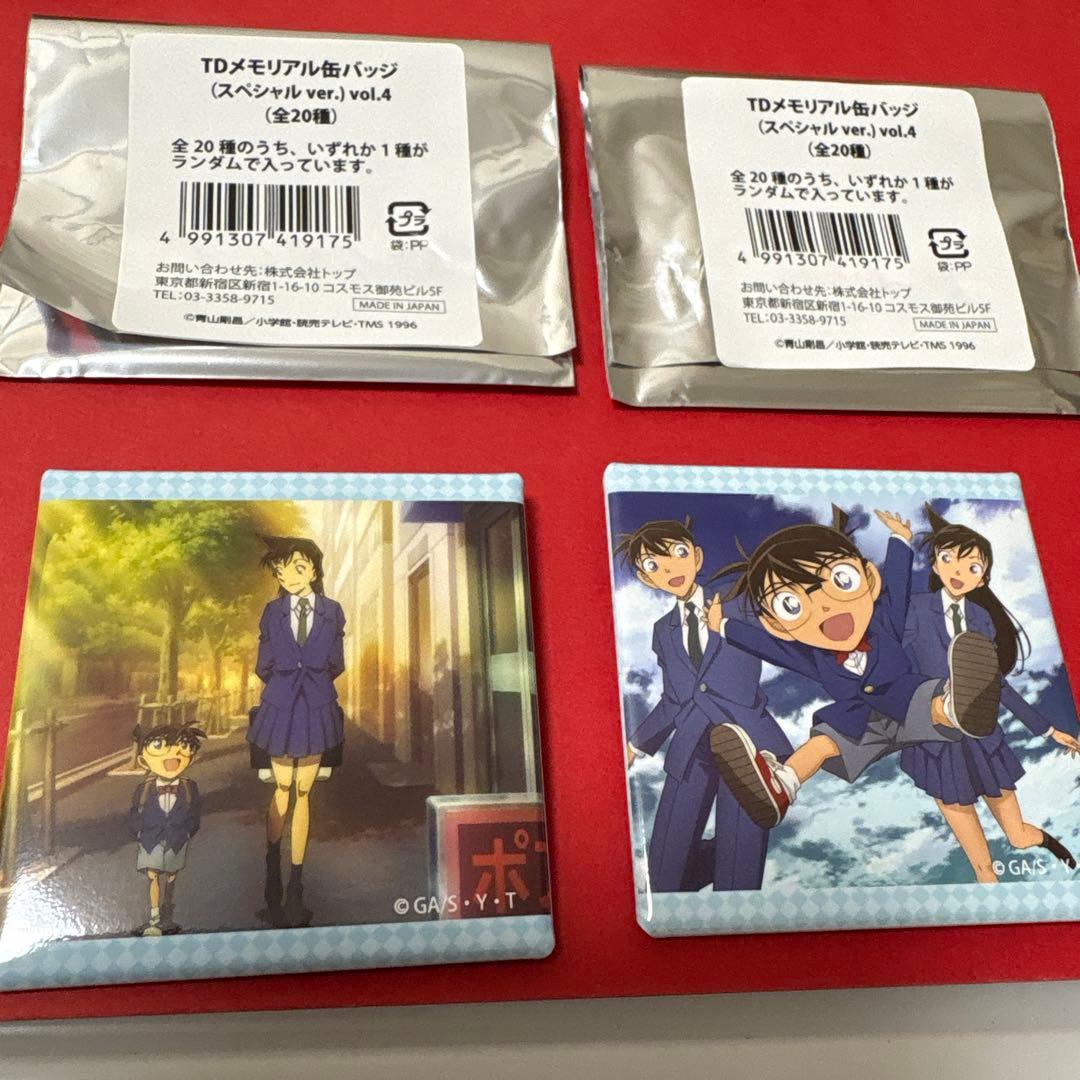 TDメモリアル缶バッジ
(スペシャル ver.) vol.4
(全20種)
全 20 種のうち、いずれか 1 種が
ランダムで入っています。
4 991307 419175
プラ
袋:PP
お問い合わせ先:株式会社トップ
東京都新宿区新宿1-16-10 コスモス御苑ビル5F
TEL:03-3358-9715
MADE IN JAPAN
©青山剛昌/小学館・読売テレビ・TMS 1996
TDメモリアル缶バッジ
(スペシャル ver.) vol.4
(全20種)
全 20 種のうち、いずれか 1 種が
ランダムで入っています。
4 991307 419175
プラ
袋:PP
お問い合わせ先:株式会社トップ
東京都新宿区新宿1-16-10 コスモス御苑ビル5F
TEL:03-3358-9715
MADE IN JAPAN
©青山剛昌/小学館・読売テレビ・TMS 1996
ポ
© GA/S・Y・T
©GA/S・Y